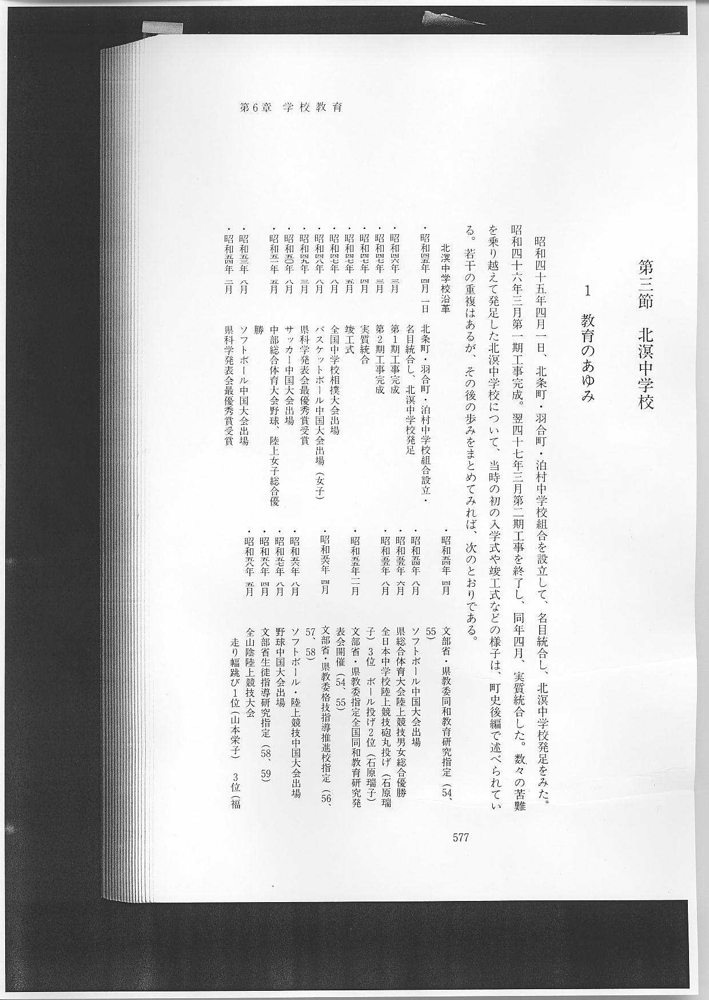 第6章　学校教育
第三節　北溟中学校
1　教育のあゆみ
昭和四十五年四月一日、北条町・羽合町・泊村中学校組合を設立して、名目統合し、北溟中学校発足をみた。
昭和四十六年三月第一期工事完成。翌四十七年三月第二期工事を終了し、同年四月、実質統合した。数々の苦難
を乗り越えて発足した北溟中学校について、当時の初の入学式や竣工式などの様子は、町史後編で述べられてい
る。若干の重複はあるが、その後の歩みをまとめてみれば、次のとおりである。
北溟中学校沿革
・昭和四五年　四月　一日　北条町・羽合町・泊村中学校組合設立・
名目統合し、北溟中学校発足
・昭和四六年　三月　第1期工事完成
・昭和四七年　三月　第2期工事完成
・昭和四七年　四月　実質統合
・昭和四七年　五月　竣工式
・昭和四七年　八月　全国中学校相撲大会出場
・昭和四八年　八月　バスケットボール中国大会出場（女子）
・昭和四九年　三月　県科学発表会最優秀賞受賞
・昭和五〇年　八月　サッカー中国大会出場
・昭和五一年　五月　中部総合体育大会野球、陸上女子総合優
勝
・昭和五三年　八月　ソフトボール中国大会出場
・昭和五四年　二月　県科学発表会最優秀賞受賞
・昭和五四年　四月　文部省・県教委同和教育研究指定（54、
55）
・昭和五四年　八月　ソフトボール中国大会出場
・昭和五五年　六月　県総合体育大会陸上競技男女総合優勝
・昭和五五年　八月　全日本中学校陸上競技砲丸投げ（石原瑞
子）3位　ボール投げ2位（石原瑞子）
・昭和五五年一一月　文部省・県教委指定全国同和教育研究発
表会開催（54、55）
・昭和五六年　四月　文部省・県教委格技指導推進校指定（56、
57、58）
・昭和五六年　八月　ソフトボール・陸上競技中国大会出場
・昭和五七年　八月　野球中国大会出場
・昭和五八年　四月　文部省生徒指導研究指定（58、59）
・昭和五八年　五月　全山陰陸上競技大会
走り幅跳び1位（山本栄子）　3位（福
577